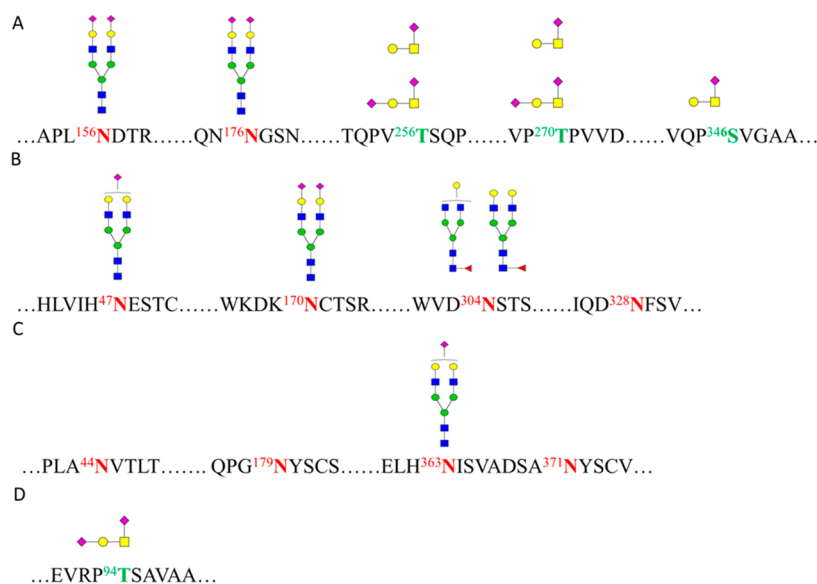 A
…APL156NDTR……QN176NGSN……TQPV256TSQP……VP270TPVVD……VQP346SVGAA…
B
…HLVIH47NESTC……WKDK170NCTSR……WVD304NSTS……IQD328NFSV…
C
…PLA44NVTLT…….QPG179NYSCS……ELH363NISVADSA371NYSCV…
D
…EVRP94TSAVAA…